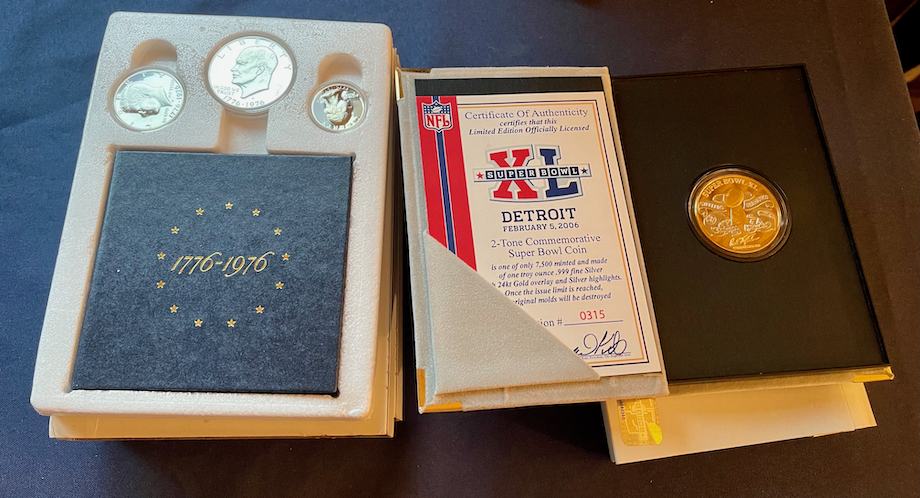 LIBERTY
1776-1976
1776-1976
NFL
Certificate Of Authenticity
certifies that this
Limited Edition Officially Licensed
XL
SUPER BOWL
DETROIT
FEBRUARY 5, 2006
2-Tone Commemorative
Super Bowl Coin
is one of only 7,500 minted and made
of one troy ounce .999 fine Silver
24kt Gold overlay and Silver highlights.
Once the issue limit is reached,
original molds will be destroyed
# 0315
SUPER BOWL XL